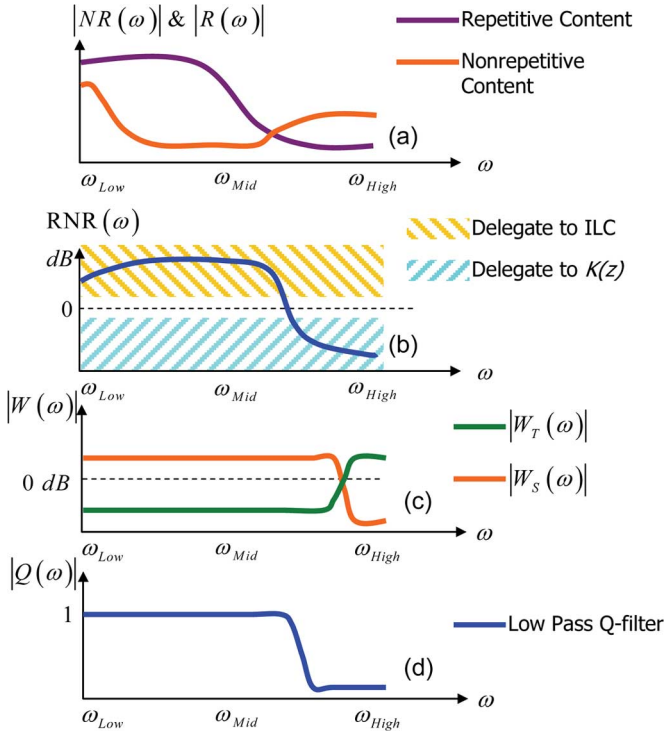 |NR(ω)| & |R(ω)|
Repetitive Content
Nonrepetitive
Content
(a)
ω
ω_Low ω_Mid ω_High
RNR(ω)
dB
Delegate to ILC
Delegate to K(z)
0
(b)
ω_Low ω_Mid ω_High ω
|W(ω)|
|W_T(ω)|
|W_S(ω)|
0 dB
(c)
ω_Low ω_Mid ω_High ω
|Q(ω)|
1
Low Pass Q-filter
(d)
ω_Low ω_Mid ω_High ω